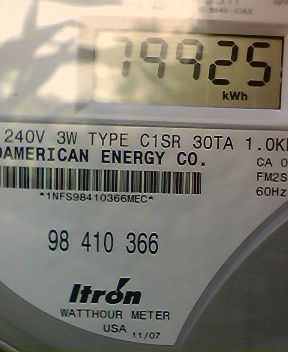 79925
kWh
240V 3W TYPE C1SR 30TA 1.0K
OAMERICAN ENERGY CO.
CA 0
FM2S
60Hz
*1NFS98410366MEC*
98 410 366
Itron
WATTHOUR METER
USA 11/07